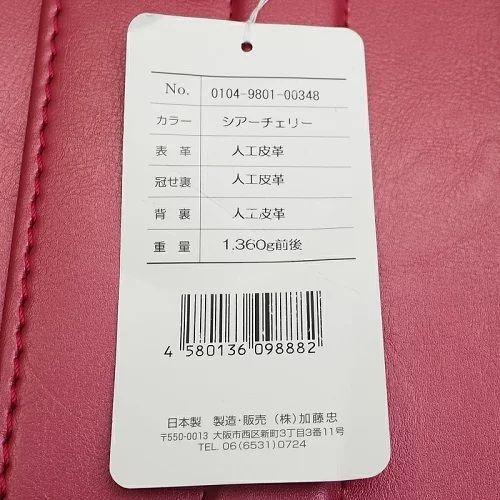 No. 0104-9801-00348
カラー シアーチェリー
表革 人工皮革
冠せ裏 人工皮革
背裏 人工皮革
重量 1.360g前後
4 580136 098882
日本製 製造・販売 (株)加藤忠
〒550-0013 大阪市西区新町3丁目3番11号
TEL. 06(6531)0724